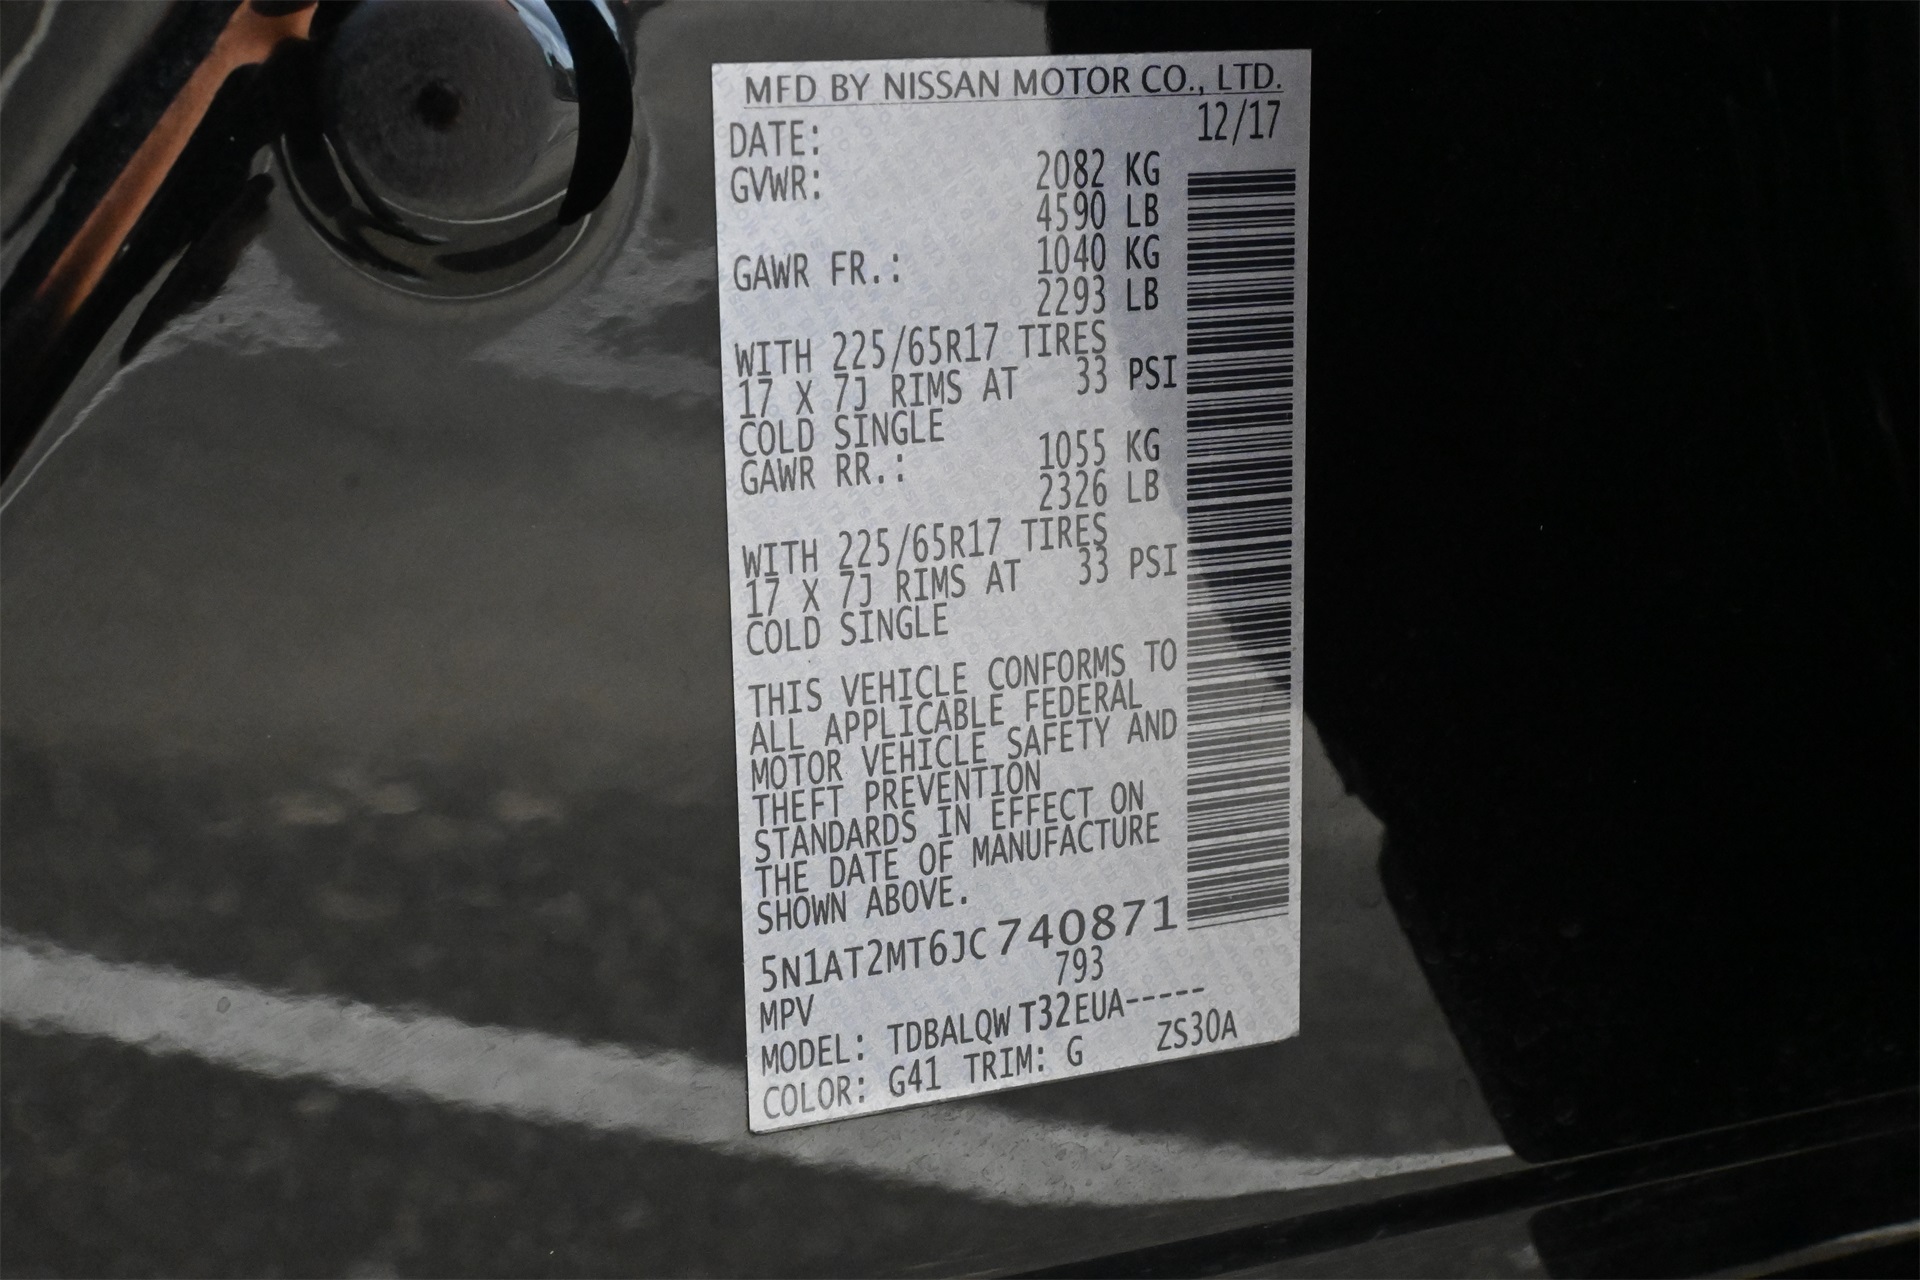 MFD BY NISSAN MOTOR CO., LTD.
DATE: 12/17
GVWR: 2082 KG
4590 LB
GAWR FR.: 1040 KG
2293 LB
WITH 225/65R17 TIRES
17 X 7J RIMS AT 33 PSI
COLD SINGLE
GAWR RR.: 1055 KG
2326 LB
WITH 225/65R17 TIRES
17 X 7J RIMS AT 33 PSI
COLD SINGLE
THIS VEHICLE CONFORMS TO
ALL APPLICABLE FEDERAL
MOTOR VEHICLE SAFETY AND
THEFT PREVENTION
STANDARDS IN EFFECT ON
THE DATE OF MANUFACTURE
SHOWN ABOVE.
5N1AT2MT6JC740871
MPV 793
MODEL: TDBALQWT32EUA-----
COLOR: G41 TRIM: G ZS30A